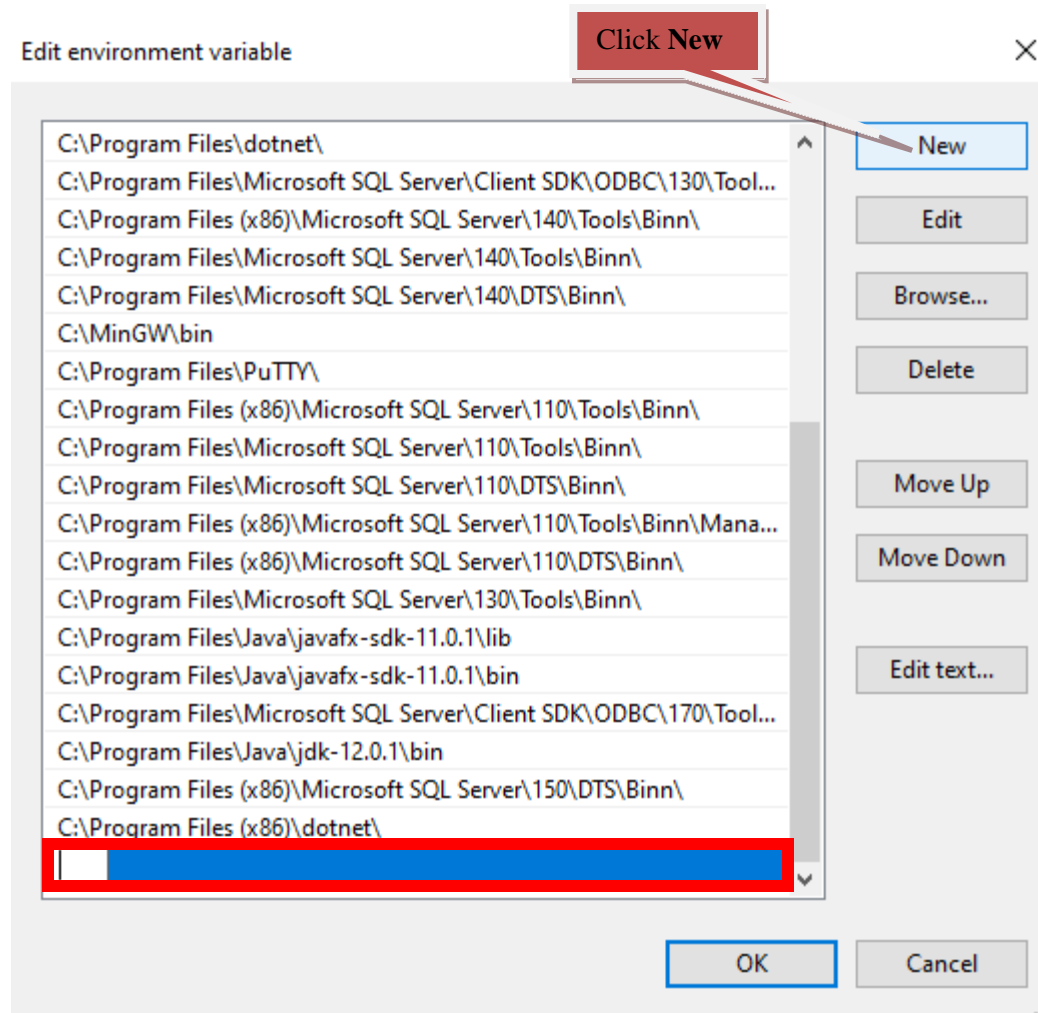 Click New
Edit environment variable
C:\Program Files\dotnet\
C:\Program Files\Microsoft SQL Server\Client SDK\ODBC\130\Tool...
C:\Program Files (x86)\Microsoft SQL Server\140\Tools\Binn\
C:\Program Files\Microsoft SQL Server\140\Tools\Binn\
C:\Program Files\Microsoft SQL Server\140\DTS\Binn\
C:\MinGW\bin
C:\Program Files\PuTTY\
C:\Program Files (x86)\Microsoft SQL Server\110\Tools\Binn\
C:\Program Files\Microsoft SQL Server\110\Tools\Binn\
C:\Program Files\Microsoft SQL Server\110\DTS\Binn\
C:\Program Files (x86)\Microsoft SQL Server\110\Tools\Binn\Mana...
C:\Program Files (x86)\Microsoft SQL Server\110\DTS\Binn\
C:\Program Files\Microsoft SQL Server\130\Tools\Binn\
C:\Program Files\Java\javafx-sdk-11.0.1\lib
C:\Program Files\Java\javafx-sdk-11.0.1\bin
C:\Program Files\Microsoft SQL Server\Client SDK\ODBC\170\Tool...
C:\Program Files\Java\jdk-12.0.1\bin
C:\Program Files (x86)\Microsoft SQL Server\150\DTS\Binn\
C:\Program Files (x86)\dotnet\
New
Edit
Browse...
Delete
Move Up
Move Down
Edit text...
OK
Cancel